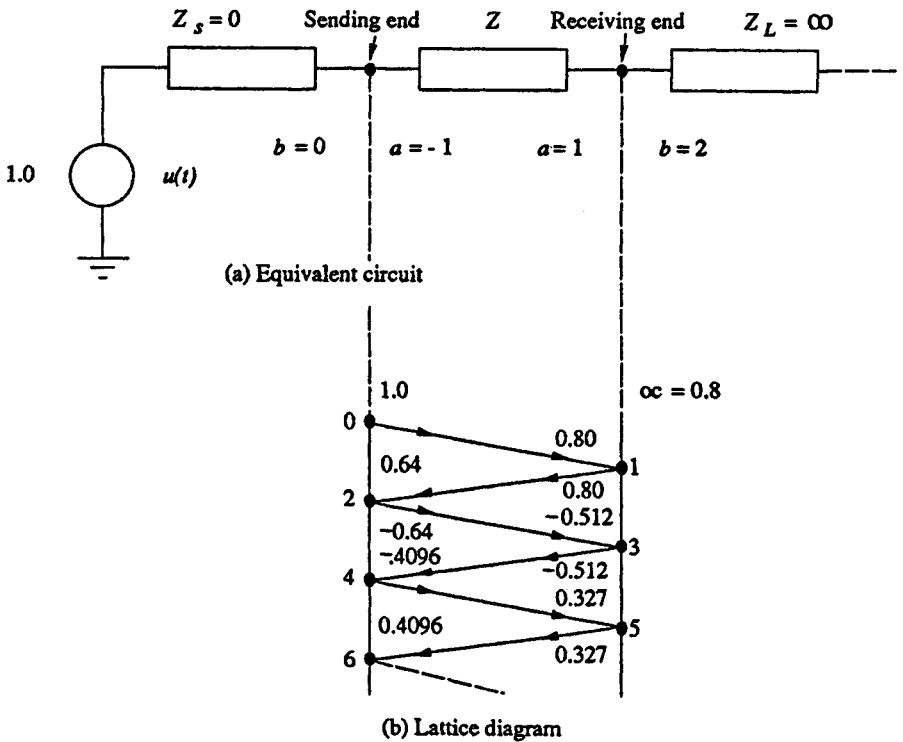 Z s = 0 Sending end Z Receiving end Z L = ∞
b = 0 a = - 1 a = 1 b = 2
1.0 u(t)
(a) Equivalent circuit
1.0 ∝ = 0.8
0
0.80
0.64 1
2 0.80
-0.512
-0.64
-.4096 3
4 -0.512
0.327
0.4096 5
6 0.327
(b) Lattice diagram